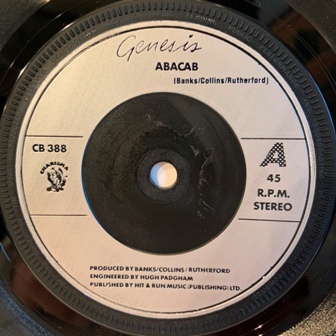 Genesis
ABACAB
(Banks/Collins/Rutherford)
CB 388
CHARISMA
A
45
R.P.M.
STEREO
PRODUCED BY BANKS/COLLINS/RUTHERFORD
ENGINEERED BY HUGH PADGHAM
PUBLISHED BY HIT & RUN MUSIC (PUBLISHING) LTD.